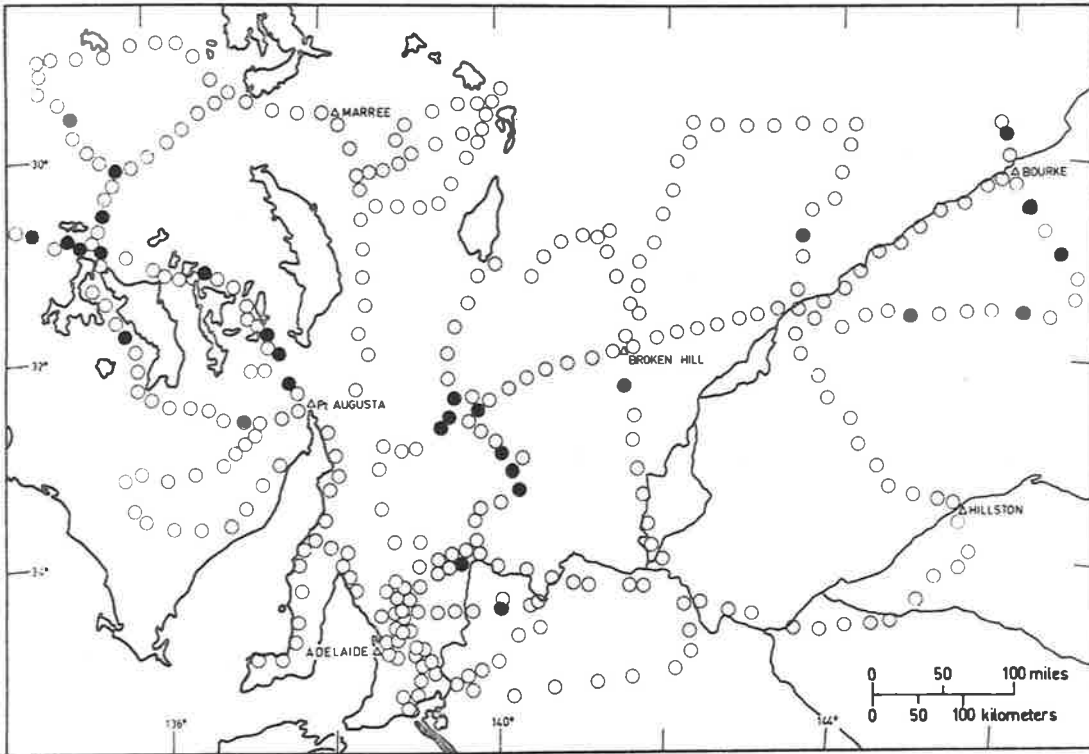 MARREE
30°
BOURKE
32°
BROKEN HILL
Pt AUGUSTA
HILLSTON
34°
ADELAIDE
0 50 100 miles
0 50 100 kilometers
136°
140°
144°